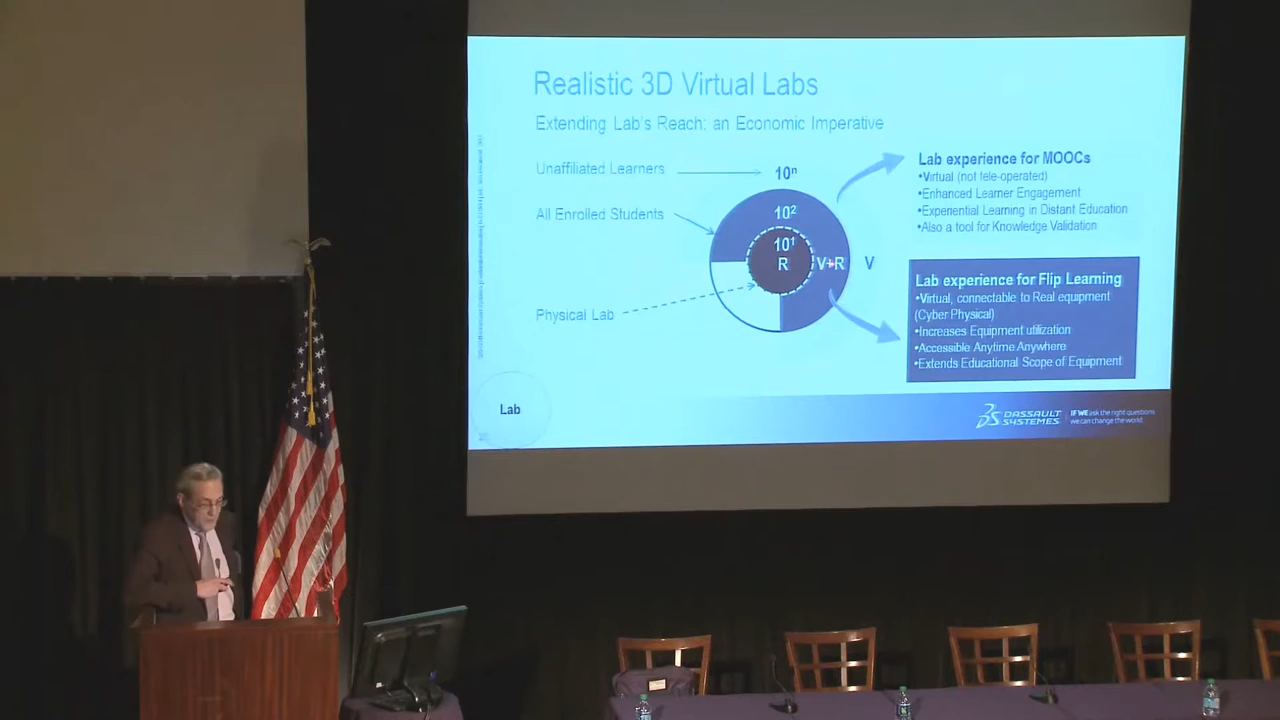 Realistic 3D Virtual Labs
Extending Lab's Reach: an Economic Imperative
Unaffiliated Learners
10ⁿ
All Enrolled Students
10²
10¹
R
V+R
V
Physical Lab
Lab experience for MOOCs
•Virtual (not tele-operated)
•Enhanced Learner Engagement
•Experiential Learning in Distant Education
•Also a tool for Knowledge Validation
Lab experience for Flip Learning
•Virtual, connectable to Real equipment
(Cyber Physical)
•Increases Equipment utilization
•Accessible Anytime Anywhere
•Extends Educational Scope of Equipment
Lab
DASSAULT
SYSTEMES
IF WE ask the right questions
we can change the world.